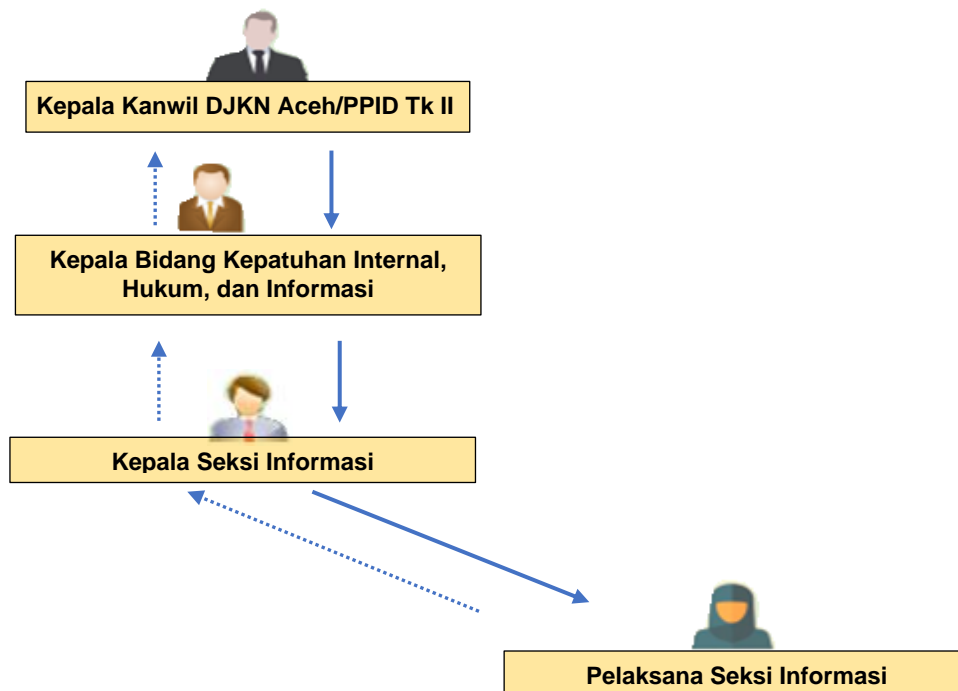 Kepala Kanwil DJKN Aceh/PPID Tk II
Kepala Bidang Kepatuhan Internal,
Hukum, dan Informasi
Kepala Seksi Informasi
Pelaksana Seksi Informasi